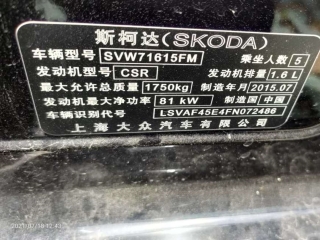 斯柯达(SKODA)
车辆型号 SVW71615FM 乘坐人数 5
发动机型号 CSR 发动机排量 1.6 L
最大允许总质量 1750kg 制造年月 2015.07
发动机最大净功率 81 kW 制造国 中国
车辆识别代号 LSVAF45E4FN072486
上海大众汽车有限公司